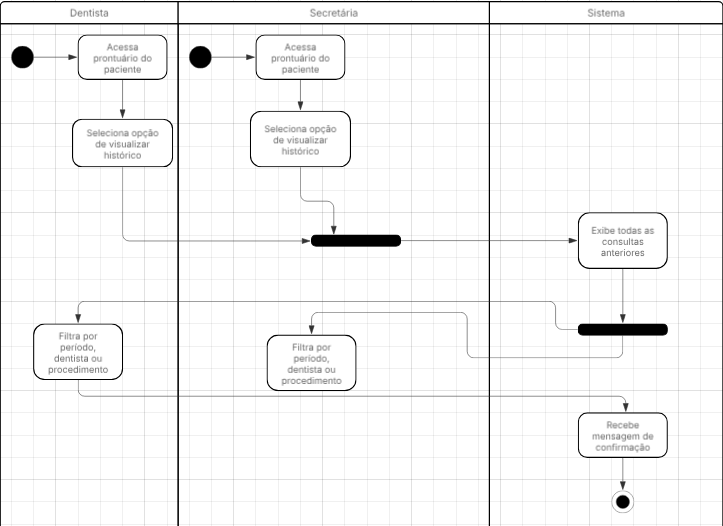 Dentista
Secretária
Sistema
Acessa
prontuário do
paciente
Acessa
prontuário do
paciente
Seleciona opção
de visualizar
histórico
Seleciona opção
de visualizar
histórico
Exibe todas as
consultas
anteriores
Filtra por
período,
dentista ou
procedimento
Filtra por
período,
dentista ou
procedimento
Recebe
mensagem de
confirmação